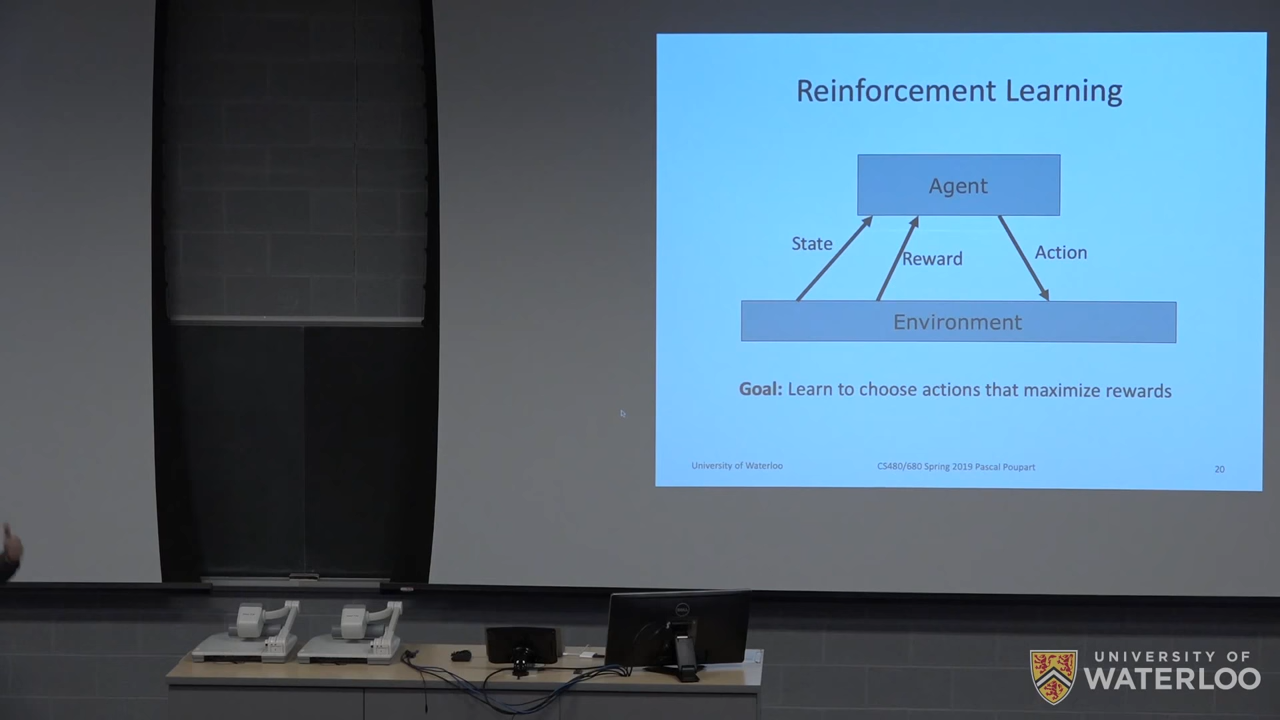 Reinforcement Learning
Agent
State
Reward
Action
Environment
Goal: Learn to choose actions that maximize rewards
University of Waterloo
CS480/680 Spring 2019 Pascal Poupart
20
DELL
UNIVERSITY OF
WATERLOO